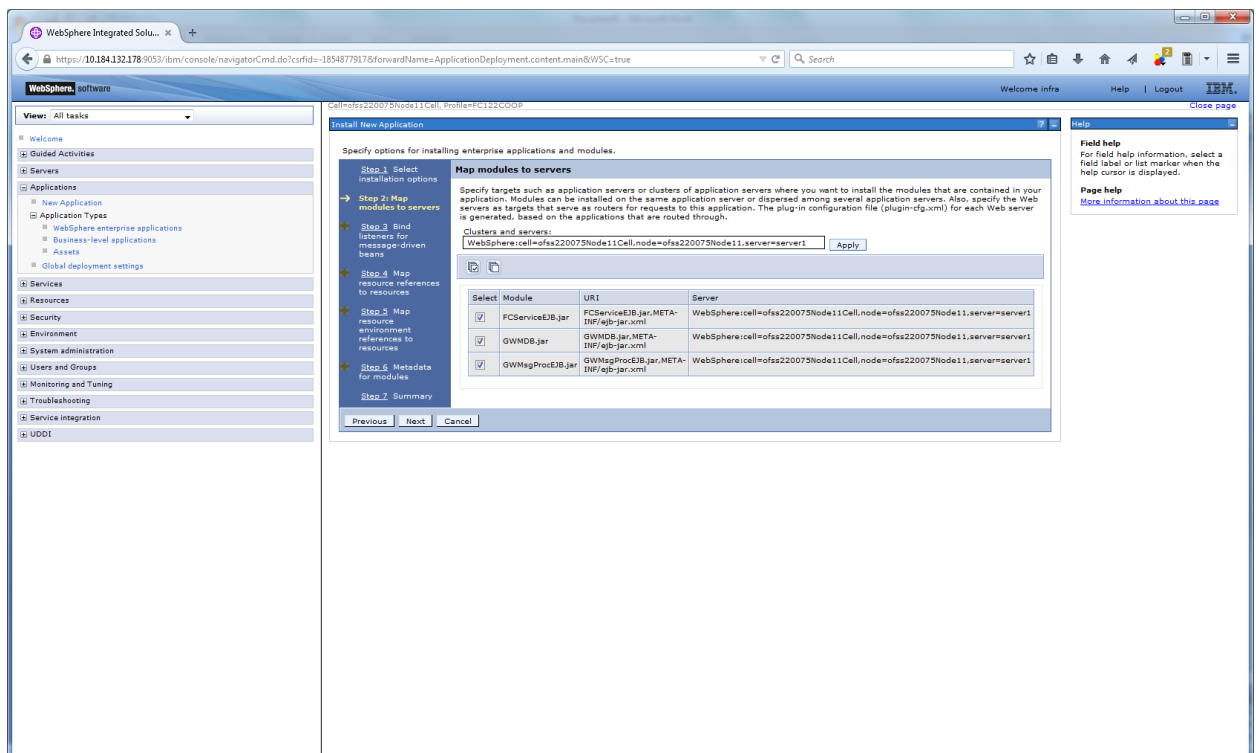 WebSphere Integrated Solu...
https://10.184.132.178:9053/ibm/console/navigatorCmd.do?csrfid=-1854877917&forwardName=ApplicationDeployment.content.main&WSC=true
Search
2
WebSphere. software
Welcome infra
Help | Logout
IBM.
View: All tasks
Welcome
Guided Activities
Servers
Applications
New Application
Application Types
WebSphere enterprise applications
Business-level applications
Assets
Global deployment settings
Services
Resources
Security
Environment
System administration
Users and Groups
Monitoring and Tuning
Troubleshooting
Service integration
UDDI
Cell=ofss220075Node11Cell, Profile=FC122COOP
Close page
Install New Application
?
Specify options for installing enterprise applications and modules.
Step 1 Select
installation options
Step 2: Map
modules to servers
Step 3 Bind
listeners for
message-driven
beans
Step 4 Map
resource references
to resources
Step 5 Map
resource
environment
references to
resources
Step 6 Metadata
for modules
Step 7 Summary
Map modules to servers
Specify targets such as application servers or clusters of application servers where you want to install the modules that are contained in your
application. Modules can be installed on the same application server or dispersed among several application servers. Also, specify the Web
servers as targets that serve as routers for requests to this application. The plug-in configuration file (plugin-cfg.xml) for each Web server
is generated, based on the applications that are routed through.
Clusters and servers:
WebSphere:cell=ofss220075Node11Cell,node=ofss220075Node11,server=server1
Apply
Select Module URI Server
FCServiceEJB.jar FCServiceEJB.jar,META-INF/ejb-jar.xml WebSphere:cell=ofss220075Node11Cell,node=ofss220075Node11,server=server1
GWMDB.jar GWMDB.jar,META-INF/ejb-jar.xml WebSphere:cell=ofss220075Node11Cell,node=ofss220075Node11,server=server1
GWMsgProcEJB.jar GWMsgProcEJB.jar,META-INF/ejb-jar.xml WebSphere:cell=ofss220075Node11Cell,node=ofss220075Node11,server=server1
Previous Next Cancel
Help
Field help
For field help information, select a
field label or list marker when the
help cursor is displayed.
Page help
More information about this page